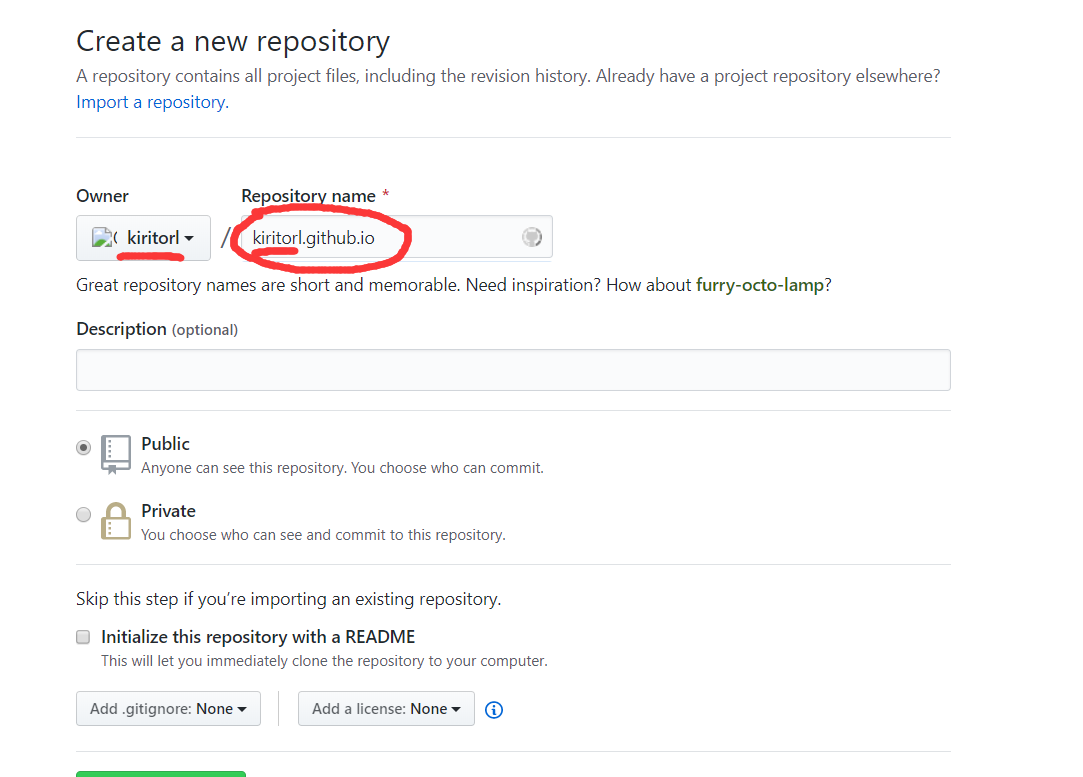 Create a new repository
A repository contains all project files, including the revision history. Already have a project repository elsewhere?
Import a repository.
Owner
Repository name *
kiritorl
/
kiritorl.github.io
Great repository names are short and memorable. Need inspiration? How about furry-octo-lamp?
Description (optional)
Public
Anyone can see this repository. You choose who can commit.
Private
You choose who can see and commit to this repository.
Skip this step if you’re importing an existing repository.
Initialize this repository with a README
This will let you immediately clone the repository to your computer.
Add .gitignore: None
Add a license: None